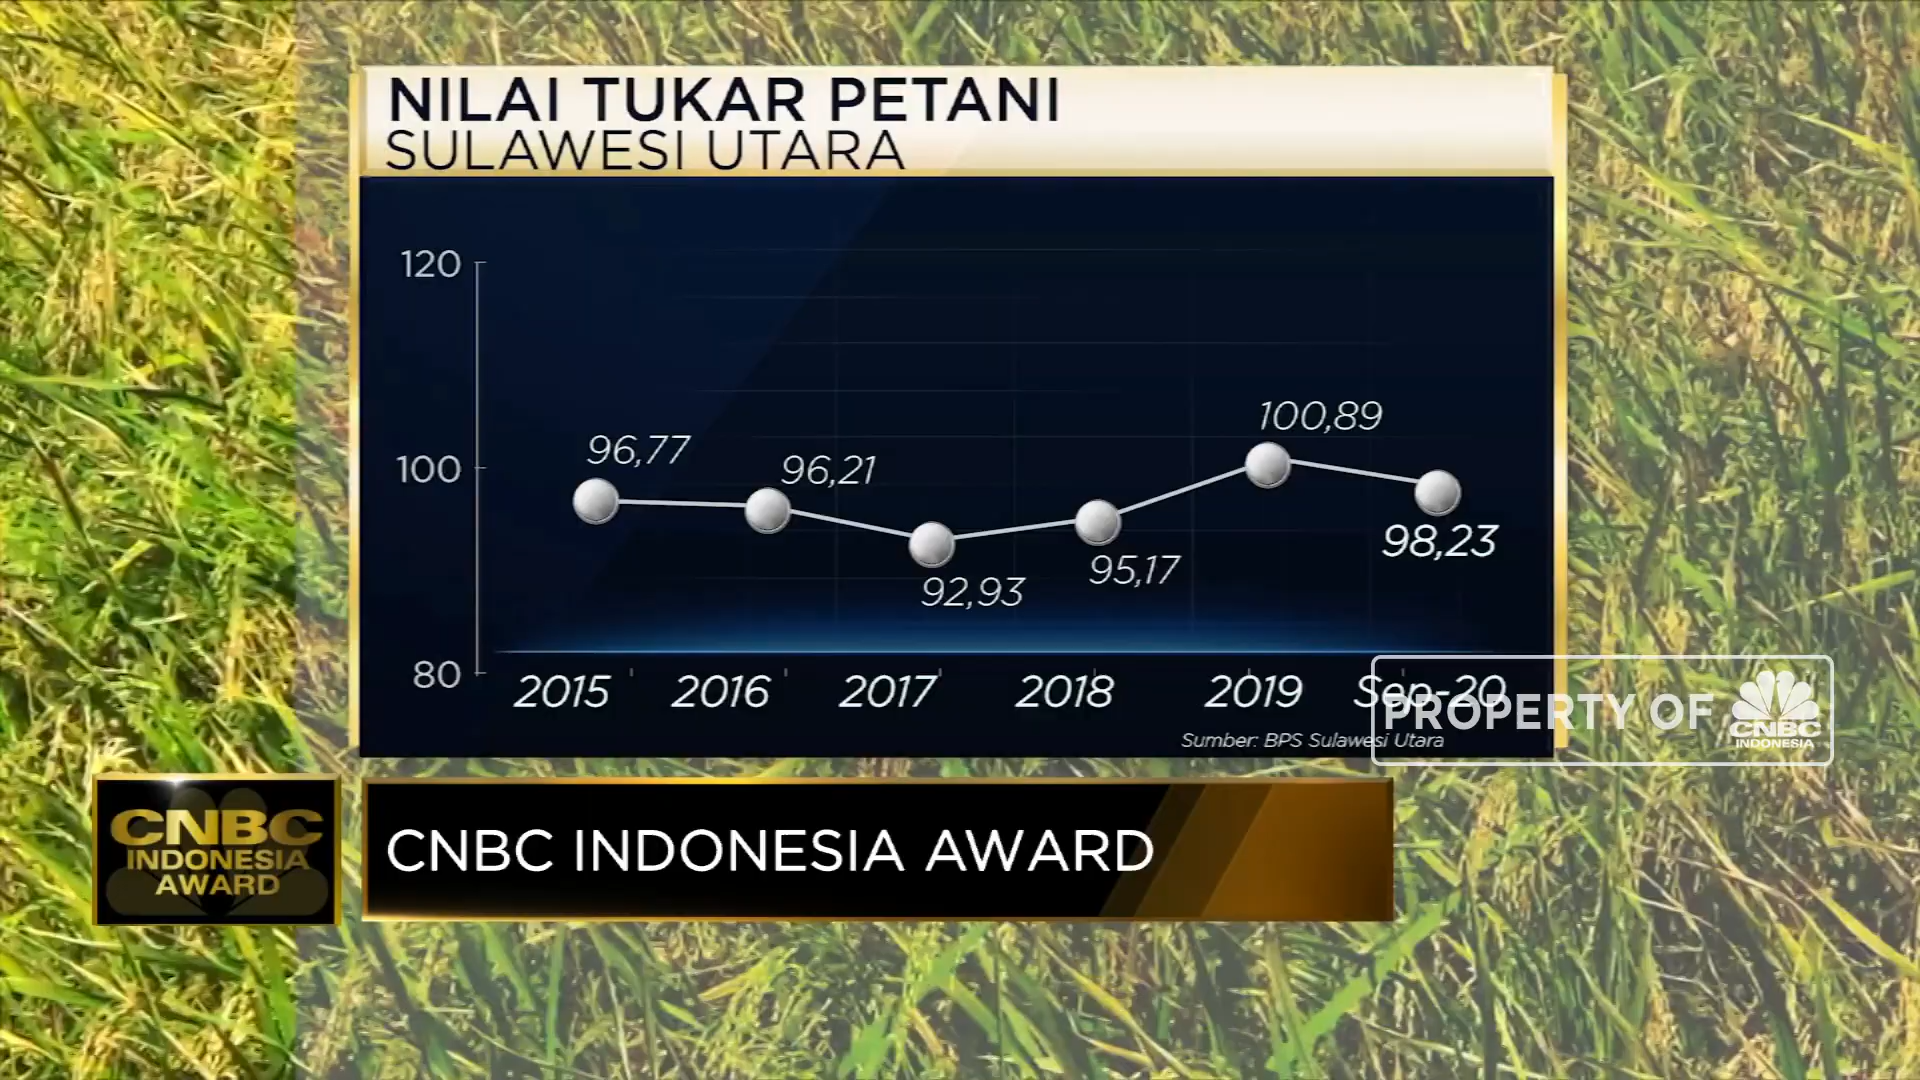 NILAI TUKAR PETANI
SULAWESI UTARA
120
100
80
96,77
96,21
92,93
95,17
100,89
98,23
2015 2016 2017 2018 2019 Sep-20
Sumber: BPS Sulawesi Utara
PROPERTY OF CNBC INDONESIA
CNBC
INDONESIA
AWARD
CNBC INDONESIA AWARD